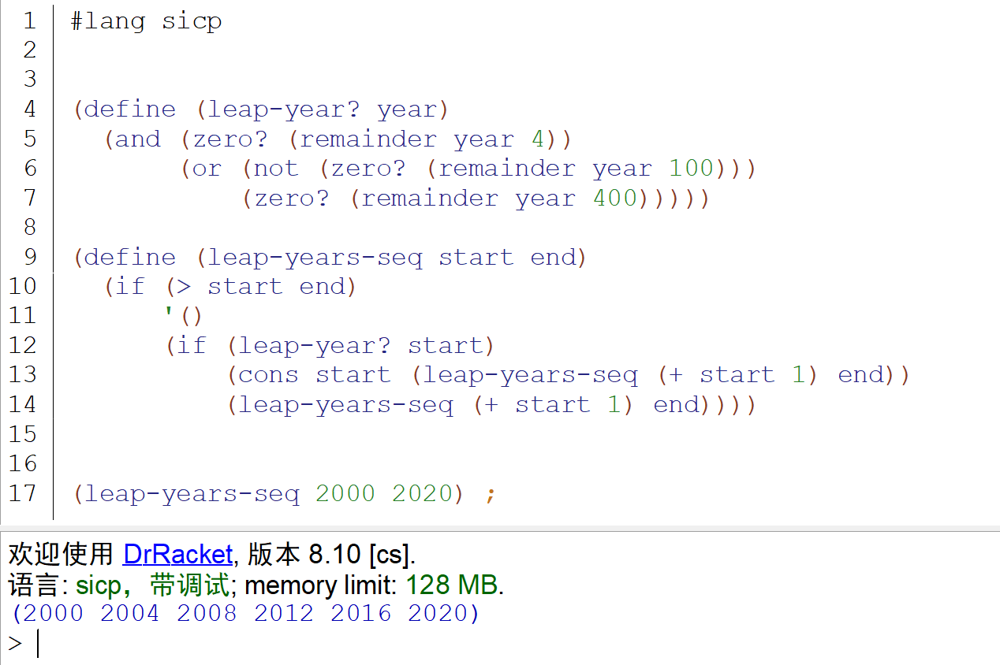 1 #lang sicp
2
3
4 (define (leap-year? year)
5   (and (zero? (remainder year 4))
6        (or (not (zero? (remainder year 100)))
7            (zero? (remainder year 400)))))
8
9 (define (leap-years-seq start end)
10   (if (> start end)
11       '()
12       (if (leap-year? start)
13           (cons start (leap-years-seq (+ start 1) end))
14           (leap-years-seq (+ start 1) end))))
15
16
17 (leap-years-seq 2000 2020) ;
欢迎使用 DrRacket, 版本 8.10 [cs].
语言: sicp，带调试; memory limit: 128 MB.
(2000 2004 2008 2012 2016 2020)
>